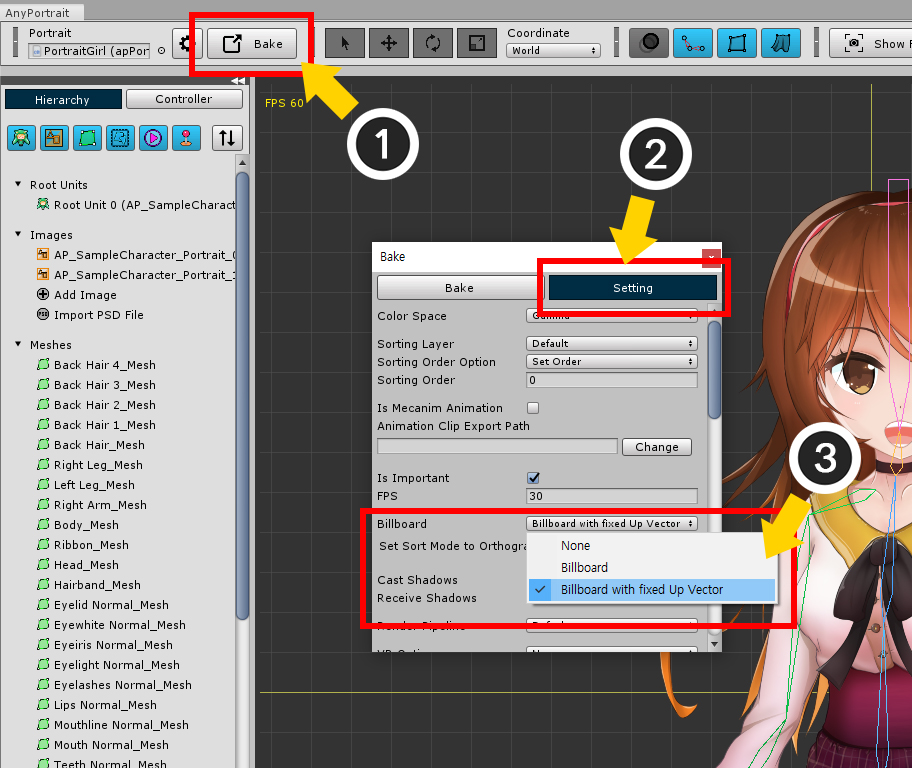 AnyPortrait
Portrait
PortraitGirl (apPor
Bake
Coordinate
World
Show F
Hierarchy
Controller
FPS 60
1
2
3
Root Units
Root Unit 0 (AP_SampleCharact
Images
AP_SampleCharacter_Portrait_0
AP_SampleCharacter_Portrait_1
Add Image
Import PSD File
Meshes
Back Hair 4_Mesh
Back Hair 3_Mesh
Back Hair 2_Mesh
Back Hair 1_Mesh
Back Hair_Mesh
Right Leg_Mesh
Left Leg_Mesh
Right Arm_Mesh
Body_Mesh
Ribbon_Mesh
Head_Mesh
Hairband_Mesh
Eyelid Normal_Mesh
Eyewhite Normal_Mesh
Eyeiris Normal_Mesh
Eyelight Normal_Mesh
Eyelashes Normal_Mesh
Lips Normal_Mesh
Mouthline Normal_Mesh
Mouth Normal_Mesh
Teeth Normal_Mesh
Bake
Bake
Setting
Color Space
Gamma
Sorting Layer
Default
Sorting Order Option
Set Order
Sorting Order
0
Is Mecanim Animation
Animation Clip Export Path
Change
Is Important
FPS
30
Billboard
Billboard with fixed Up Vector
Set Sort Mode to Orthogra
None
Billboard
Billboard with fixed Up Vector
Cast Shadows
Receive Shadows
Render Pipeline
Default